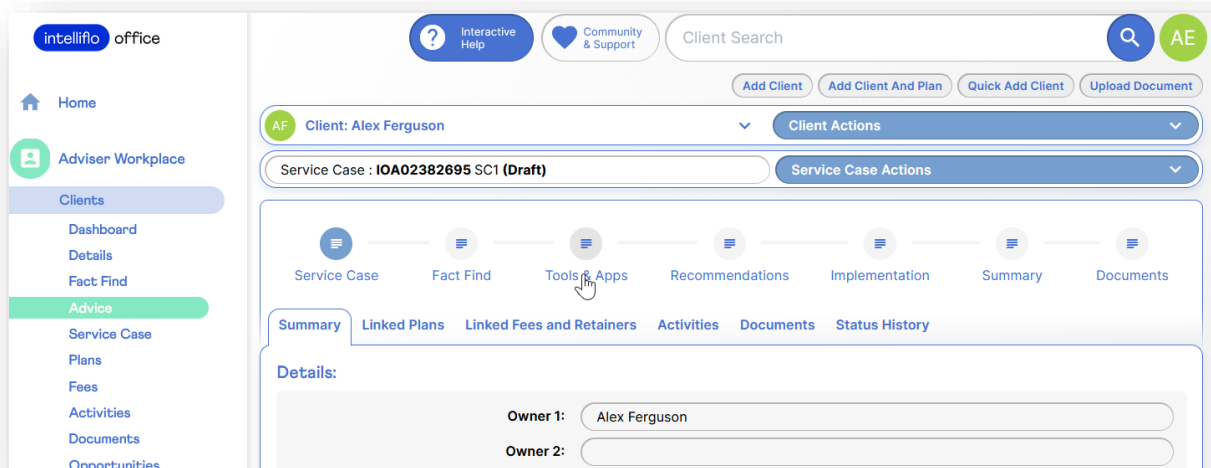 intelliflo office
Interactive
Help
Community
& Support
Client Search
AE
Add Client
Add Client And Plan
Quick Add Client
Upload Document
Home
Adviser Workplace
Clients
Dashboard
Details
Fact Find
Advice
Service Case
Plans
Fees
Activities
Documents
Opportunities
AF Client: Alex Ferguson
Client Actions
Service Case : IOA02382695 SC1 (Draft)
Service Case Actions
Service Case
Fact Find
Tools & Apps
Recommendations
Implementation
Summary
Documents
Summary
Linked Plans
Linked Fees and Retainers
Activities
Documents
Status History
Details:
Owner 1: Alex Ferguson
Owner 2: